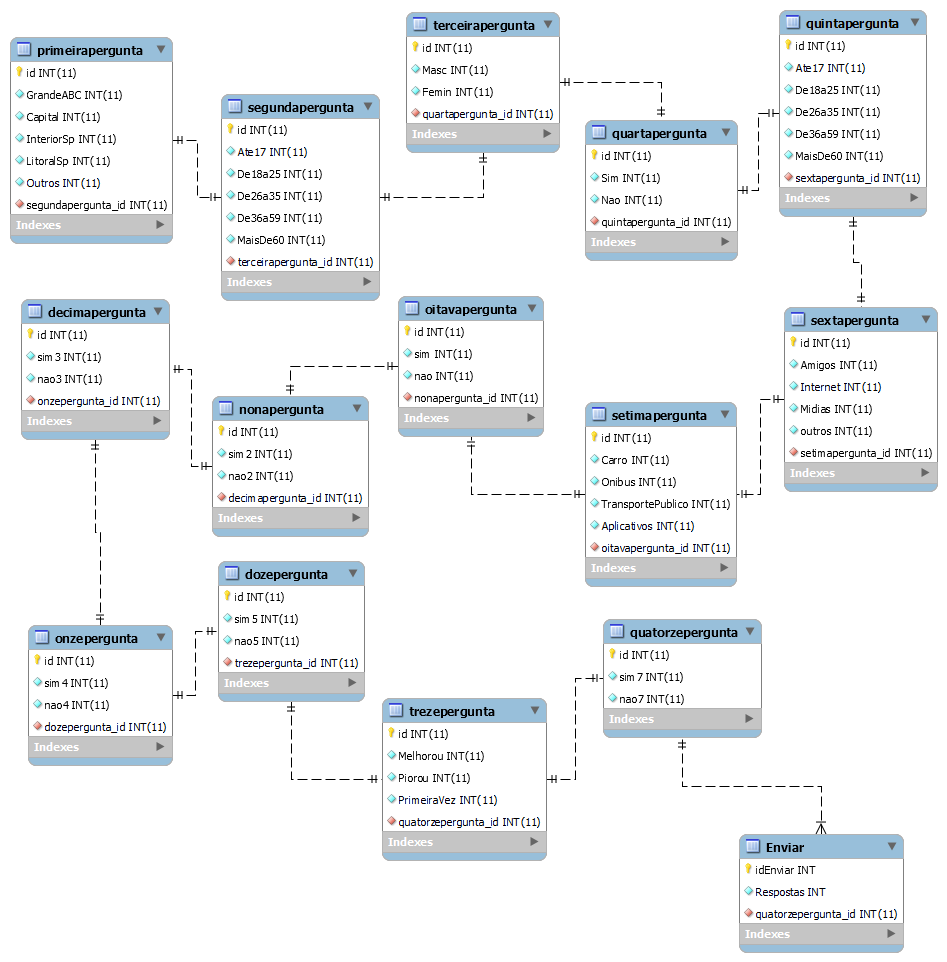 primeirapergunta
id INT(11)
GrandeABC INT(11)
Capital INT(11)
InteriorSp INT(11)
LitoralSp INT(11)
Outros INT(11)
segundapergunta_id INT(11)
Indexes
segundapergunta
id INT(11)
Ate17 INT(11)
De18a25 INT(11)
De26a35 INT(11)
De36a59 INT(11)
MaisDe60 INT(11)
terceirapergunta_id INT(11)
Indexes
terceirapergunta
id INT(11)
Masc INT(11)
Femin INT(11)
quartapergunta_id INT(11)
Indexes
quartapergunta
id INT(11)
Sim INT(11)
Nao INT(11)
quintapergunta_id INT(11)
Indexes
quintapergunta
id INT(11)
Ate17 INT(11)
De18a25 INT(11)
De26a35 INT(11)
De36a59 INT(11)
MaisDe60 INT(11)
sextapergunta_id INT(11)
Indexes
decimapergunta
id INT(11)
sim3 INT(11)
nao3 INT(11)
onzepergunta_id INT(11)
Indexes
nonapergunta
id INT(11)
sim2 INT(11)
nao2 INT(11)
decimapergunta_id INT(11)
Indexes
oitavapergunta
id INT(11)
sim INT(11)
nao INT(11)
nonapergunta_id INT(11)
Indexes
setimapergunta
id INT(11)
Carro INT(11)
Onibus INT(11)
TransportePublico INT(11)
Aplicativos INT(11)
oitavapergunta_id INT(11)
Indexes
sextapergunta
id INT(11)
Amigos INT(11)
Internet INT(11)
Midias INT(11)
outros INT(11)
setimapergunta_id INT(11)
Indexes
onzepergunta
id INT(11)
sim4 INT(11)
nao4 INT(11)
dozepergunta_id INT(11)
Indexes
dozepergunta
id INT(11)
sim5 INT(11)
nao5 INT(11)
trezepergunta_id INT(11)
Indexes
trezepergunta
id INT(11)
Melhorou INT(11)
Piorou INT(11)
PrimeiraVez INT(11)
quatorzepergunta_id INT(11)
Indexes
quatorzepergunta
id INT(11)
sim7 INT(11)
nao7 INT(11)
Indexes
Enviar
idEnviar INT
Respostas INT
quatorzepergunta_id INT(11)
Indexes